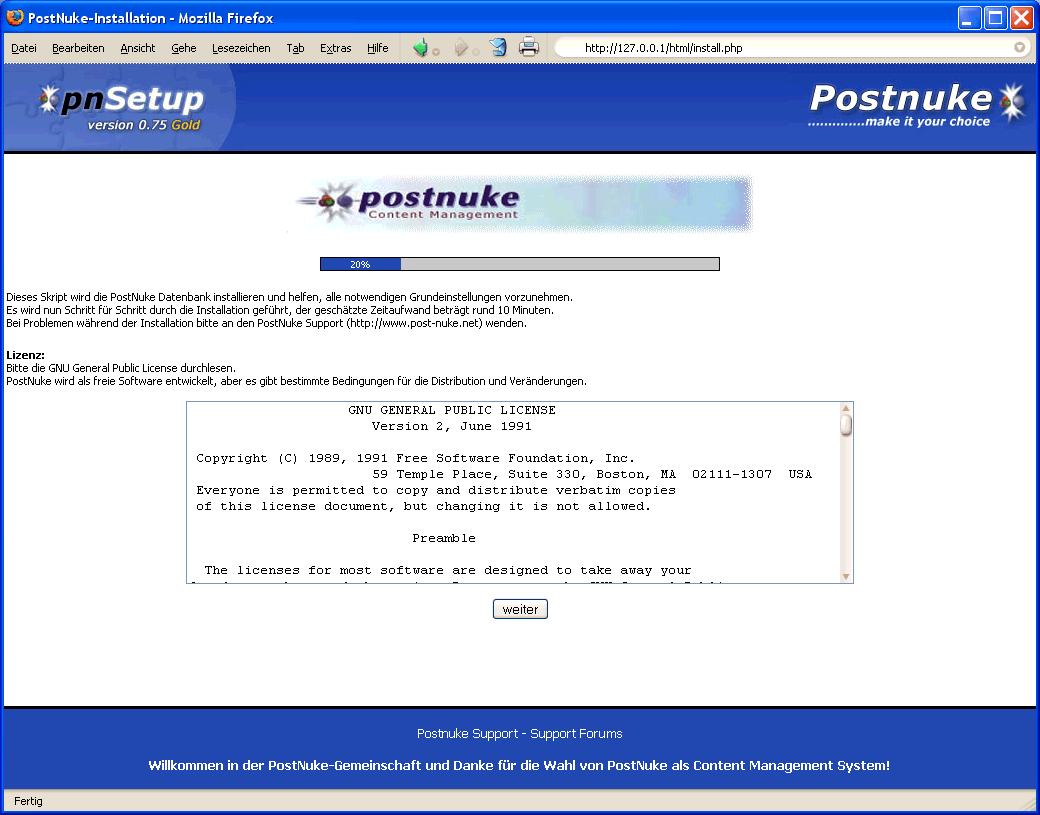 PostNuke-Installation - Mozilla Firefox
Datei Bearbeiten Ansicht Gehe Lesezeichen Tab Extras Hilfe http://127.0.0.1/html/install.php
pnSetup
version 0.75 Gold
Postnuke
..............make it your choice
postnuke
Content Management
20%
Dieses Skript wird die PostNuke Datenbank installieren und helfen, alle notwendigen Grundeinstellungen vorzunehmen.
Es wird nun Schritt für Schritt durch die Installation geführt, der geschätzte Zeitaufwand beträgt rund 10 Minuten.
Bei Problemen während der Installation bitte an den PostNuke Support (http://www.post-nuke.net) wenden.
Lizenz:
Bitte die GNU General Public License durchlesen.
PostNuke wird als freie Software entwickelt, aber es gibt bestimmte Bedingungen für die Distribution und Veränderungen.
GNU GENERAL PUBLIC LICENSE
Version 2, June 1991
Copyright (C) 1989, 1991 Free Software Foundation, Inc.
59 Temple Place, Suite 330, Boston, MA 02111-1307 USA
Everyone is permitted to copy and distribute verbatim copies
of this license document, but changing it is not allowed.
Preamble
The licenses for most software are designed to take away your
weiter
Postnuke Support - Support Forums
Willkommen in der PostNuke-Gemeinschaft und Danke für die Wahl von PostNuke als Content Management System!
Fertig